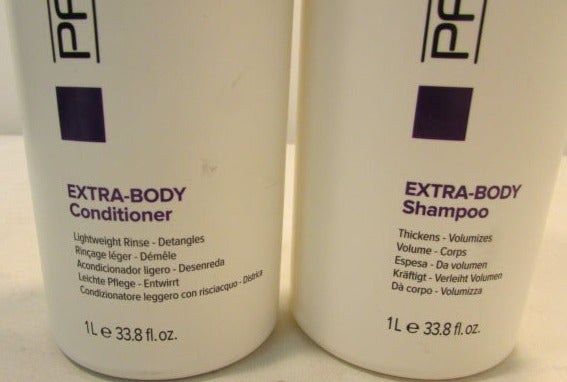 EXTRA-BODY
Conditioner
Lightweight Rinse - Detangles
Rinçage léger - Démêle
Acondicionador ligero - Desenreda
Leichte Pflege - Entwirrt
Condizionatore leggero con risciacquo - Districa
1L e 33.8 fl. oz.
EXTRA-BODY
Shampoo
Thickens - Volumizes
Volume - Corps
Espesa - Da volumen
Kräftigt - Verleiht Volumen
Dà corpo - Volumizza
1L e 33.8 fl. oz.